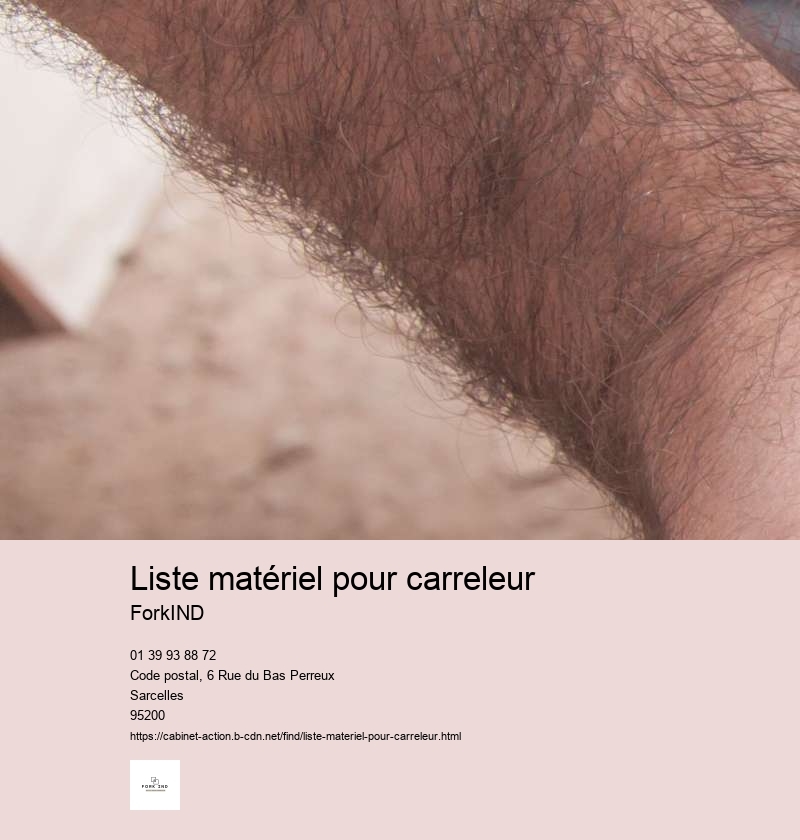 Liste matériel pour carreleur
ForkIND
01 39 93 88 72
Code postal, 6 Rue du Bas Perreux
Sarcelles
95200
https://cabinet-action.b-cdn.net/find/liste-materiel-pour-carreleur.html
FORK IND